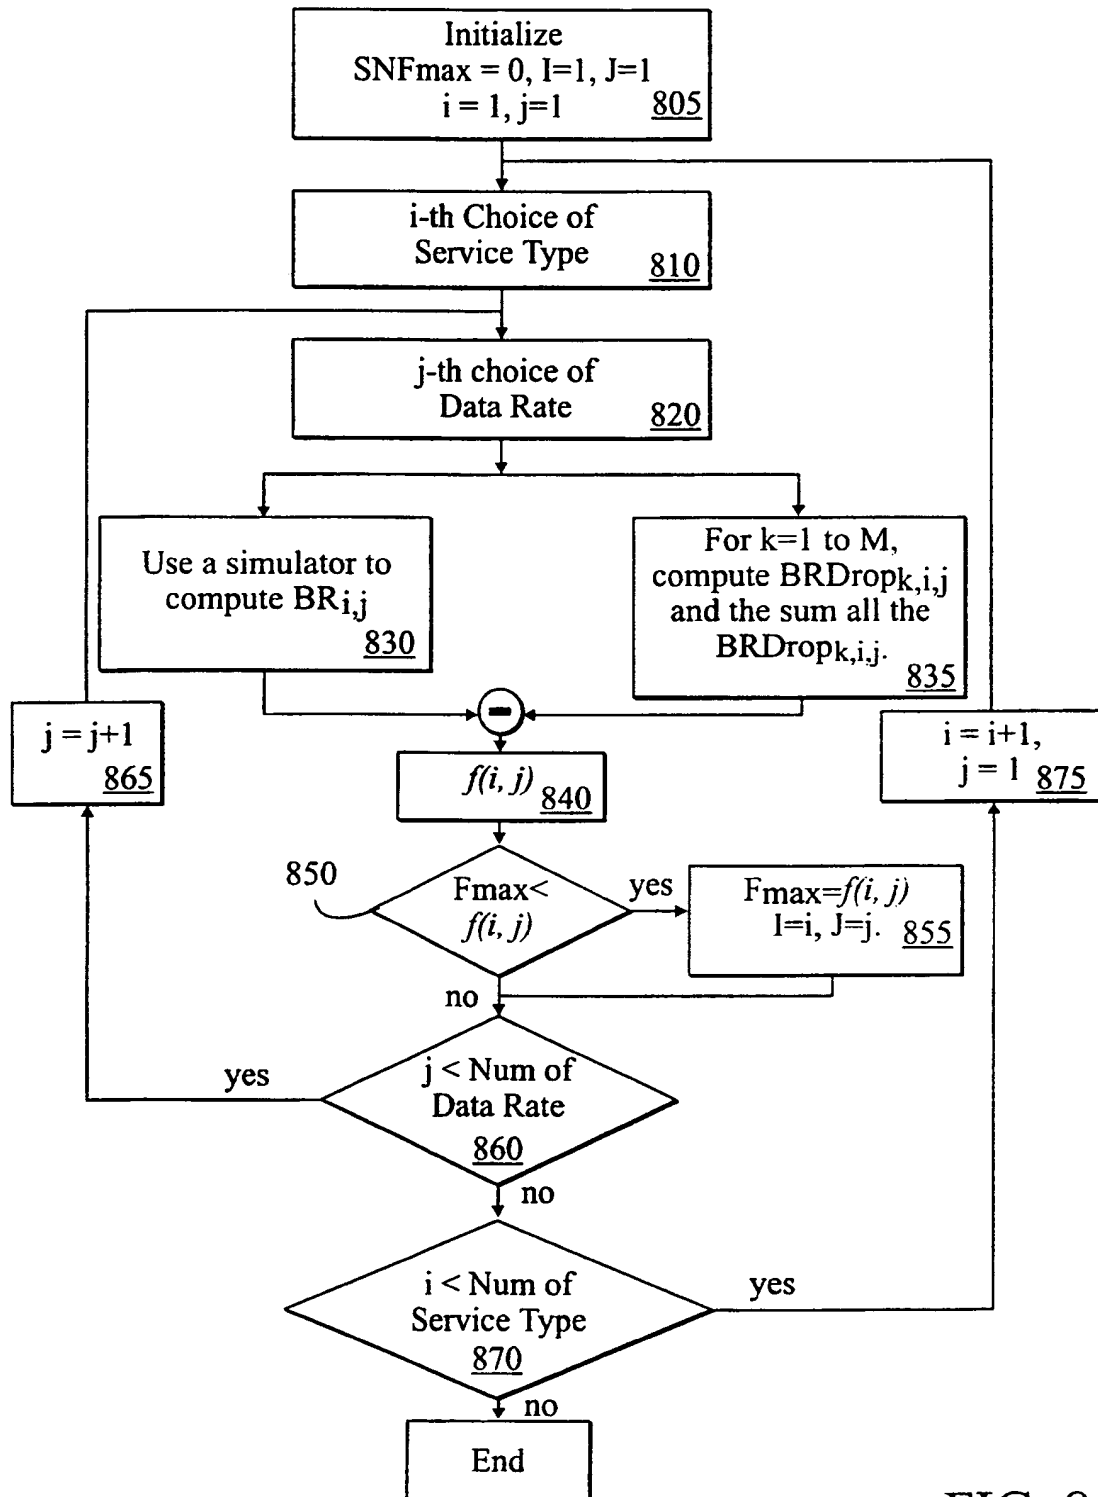 Initialize
SNFmax = 0, I=1, J=1
i = 1, j=1
805
i-th Choice of
Service Type
810
j-th choice of
Data Rate
820
Use a simulator to
compute BRi,j
830
For k=1 to M,
compute BRDropk,i,j
and the sum all the
BRDropk,i,j.
835
j = j+1
865
i = i+1,
j = 1
875
f(i, j)
840
850
Fmax<
f(i, j)
yes
Fmax=f(i, j)
I=i, J=j.
855
no
j < Num of
Data Rate
860
yes
no
i < Num of
Service Type
870
yes
no
End